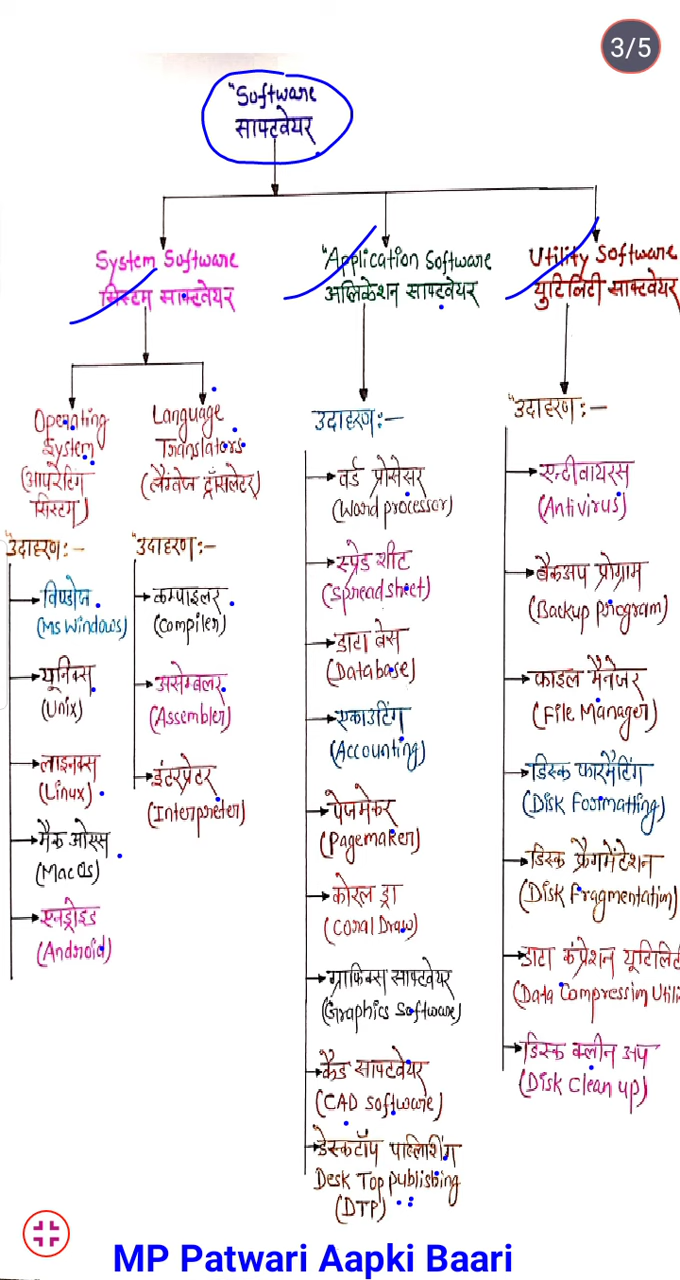 3/5
"Software
साफ्टवेयर
System Software
सिस्टम साफ्टवेयर
"Application Software
अप्लिकेशन साफ्टवेयर
Utility Software
युटिलिटी साफ्टवेयर
Operating
System
(आपरेटिंग
सिस्टम)
उदाहरण:-
विण्डोज
(Ms Windows)
यूनिक्स
(Unix)
लाइनक्स
(Linux)
मैक ओएस
(Mac Os)
एनड्रोइड
(Android)
Language
Translators
(लैंग्वेज ट्रांसलेटर)
उदाहरण:-
कम्पाइलर
(Compiler)
असेम्बलर
(Assembler)
इंटरप्रेटर
(Interpreter)
उदाहरण:-
वर्ड प्रोसेसर
(Word processor)
स्प्रेड शीट
(Spreadsheet)
डाटा बेस
(Database)
एकाउटिंग
(Accounting)
पेजमेकर
(Pagemaker)
कोरल ड्रा
(Coral Draw)
ग्राफिक्स साफ्टवेयर
(Graphics Software)
कैड साफ्टवेयर
(CAD Software)
डेस्कटॉप पाब्लिशिंग
Desk Top publishing
(DTP)
"उदाहरण:-
एन्टीवायरस
(Antivirus)
बैकअप प्रोग्राम
(Backup program)
फाइल मैनेजर
(File Manager)
डिस्क फारमैटिंग
(Disk Formatting)
डिस्क फ्रैगमेंटेशन
(Disk Fragmentation)
डाटा कंप्रेशन यूटिलिटी
(Data Compression Utili
डिस्क क्लीन अप
(Disk Clean up)
MP Patwari Aapki Baari